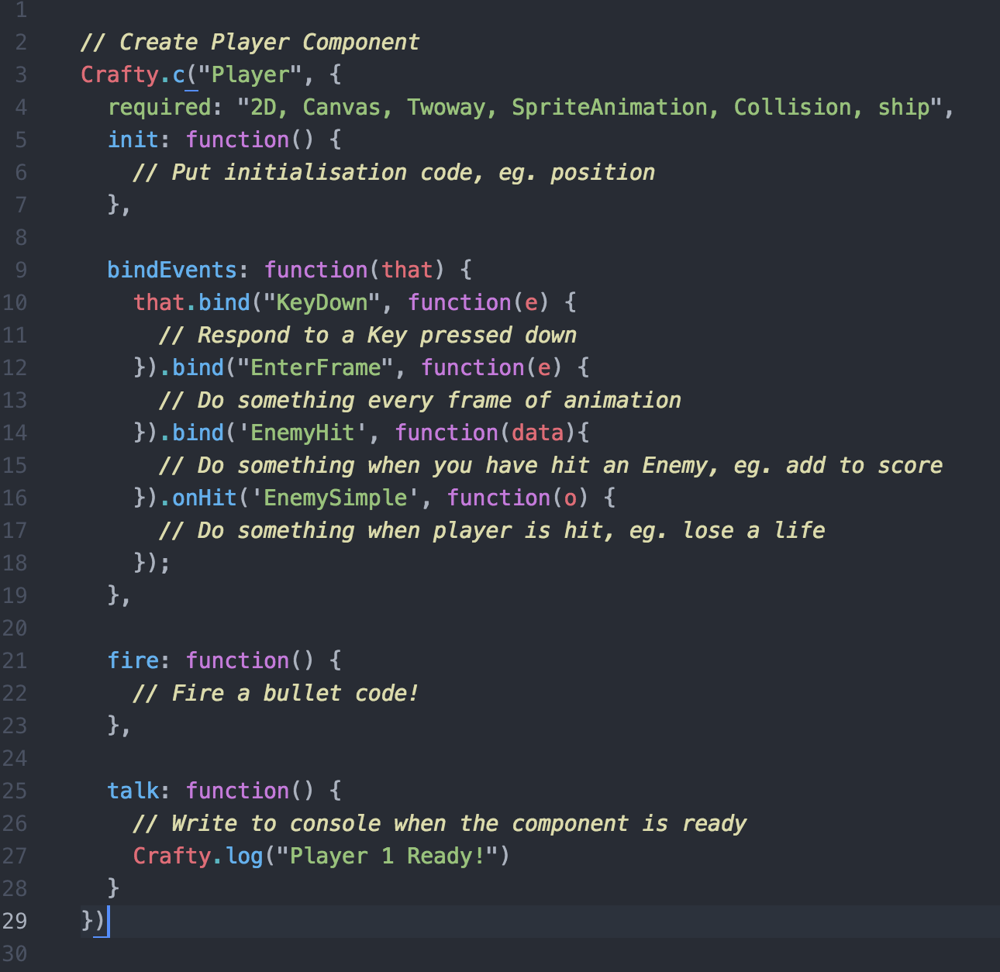 1
2 // Create Player Component
3 Crafty.c("Player", {
4   required: "2D, Canvas, Twoway, SpriteAnimation, Collision, ship",
5   init: function() {
6     // Put initialisation code, eg. position
7   },
8
9   bindEvents: function(that) {
10     that.bind("KeyDown", function(e) {
11       // Respond to a Key pressed down
12     }).bind("EnterFrame", function(e) {
13       // Do something every frame of animation
14     }).bind('EnemyHit', function(data){
15       // Do something when you have hit an Enemy, eg. add to score
16     }).onHit('EnemySimple', function(o) {
17       // Do something when player is hit, eg. lose a life
18     });
19   },
20
21   fire: function() {
22     // Fire a bullet code!
23   },
24
25   talk: function() {
26     // Write to console when the component is ready
27     Crafty.log("Player 1 Ready!")
28   }
29 })
30